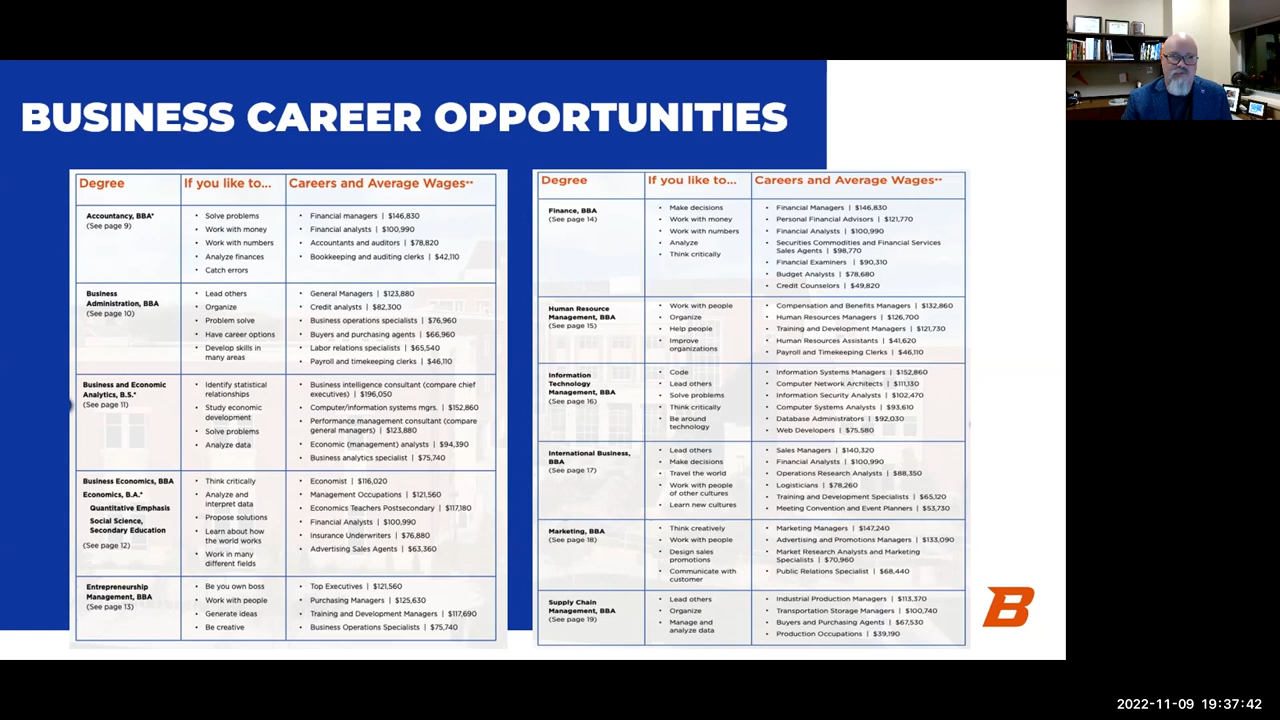 BUSINESS CAREER OPPORTUNITIES
Degree
If you like to...
Careers and Average Wages**
Accountancy, BBA*
(See page 9)
• Solve problems
• Work with money
• Work with numbers
• Analyze finances
• Catch errors
• Financial managers | $146,830
• Financial analysts | $100,990
• Accountants and auditors | $78,820
• Bookkeeping and auditing clerks | $42,110
Business
Administration, BBA
(See page 10)
• Lead others
• Organize
• Problem solve
• Have career options
• Develop skills in
many areas
• General Managers | $123,880
• Credit analysts | $82,300
• Business operations specialists | $76,960
• Buyers and purchasing agents | $66,960
• Labor relations specialists | $65,540
• Payroll and timekeeping clerks | $46,110
Business and Economic
Analytics, B.S.*
(See page 11)
• Identify statistical
relationships
• Study economic
development
• Solve problems
• Analyze data
• Business intelligence consultant (compare chief
executives) | $196,050
• Computer/information systems mgrs. | $152,860
• Performance management consultant (compare
general managers) | $123,880
• Economic (management) analysts | $94,390
• Business analytics specialist | $75,740
Business Economics, BBA
Economics, B.A.*
Quantitative Emphasis
Social Science,
Secondary Education
(See page 12)
• Think critically
• Analyze and
interpret data
• Propose solutions
• Learn about how
the world works
• Work in many
different fields
• Economist | $116,020
• Management Occupations | $121,560
• Economics Teachers Postsecondary | $117,180
• Financial Analysts | $100,990
• Insurance Underwriters | $76,880
• Advertising Sales Agents | $63,360
Entrepreneurship
Management, BBA
(See page 13)
• Be you own boss
• Work with people
• Generate ideas
• Be creative
• Top Executives | $121,560
• Purchasing Managers | $125,630
• Training and Development Managers | $117,690
• Business Operations Specialists | $75,740
Degree
If you like to...
Careers and Average Wages**
Finance, BBA
(See page 14)
• Make decisions
• Work with money
• Work with numbers
• Analyze
• Think critically
• Financial Managers | $146,830
• Personal Financial Advisors | $121,770
• Financial Analysts | $100,990
• Securities Commodities and Financial Services
Sales Agents | $98,770
• Financial Examiners | $90,310
• Budget Analysts | $78,680
• Credit Counselors | $49,820
Human Resource
Management, BBA
(See page 15)
• Work with people
• Organize
• Help people
• Improve
organizations
• Compensation and Benefits Managers | $132,860
• Human Resources Managers | $126,700
• Training and Development Managers | $121,730
• Human Resources Assistants | $41,620
• Payroll and Timekeeping Clerks | $46,110
Information
Technology
Management, BBA
(See page 16)
• Code
• Lead others
• Solve problems
• Think critically
• Be around
technology
• Information Systems Managers | $152,860
• Computer Network Architects | $111,130
• Information Security Analysts | $102,470
• Computer Systems Analysts | $93,610
• Database Administrators | $92,030
• Web Developers | $75,580
International Business,
BBA
(See page 17)
• Lead others
• Make decisions
• Travel the world
• Work with people
of other cultures
• Learn new cultures
• Sales Managers | $140,320
• Financial Analysts | $100,990
• Operations Research Analysts | $88,350
• Logisticians | $78,260
• Training and Development Specialists | $65,120
• Meeting Convention and Event Planners | $53,730
Marketing, BBA
(See page 18)
• Think creatively
• Work with people
• Design sales
promotions
• Communicate with
customer
• Marketing Managers | $147,240
• Advertising and Promotions Managers | $133,090
• Market Research Analysts and Marketing
Specialists | $70,960
• Public Relations Specialist | $68,440
Supply Chain
Management, BBA
(See page 19)
• Lead others
• Organize
• Manage and
analyze data
• Industrial Production Managers | $113,370
• Transportation Storage Managers | $100,740
• Buyers and Purchasing Agents | $67,530
• Production Occupations | $39,190
B
2022-11-09 19:37:42